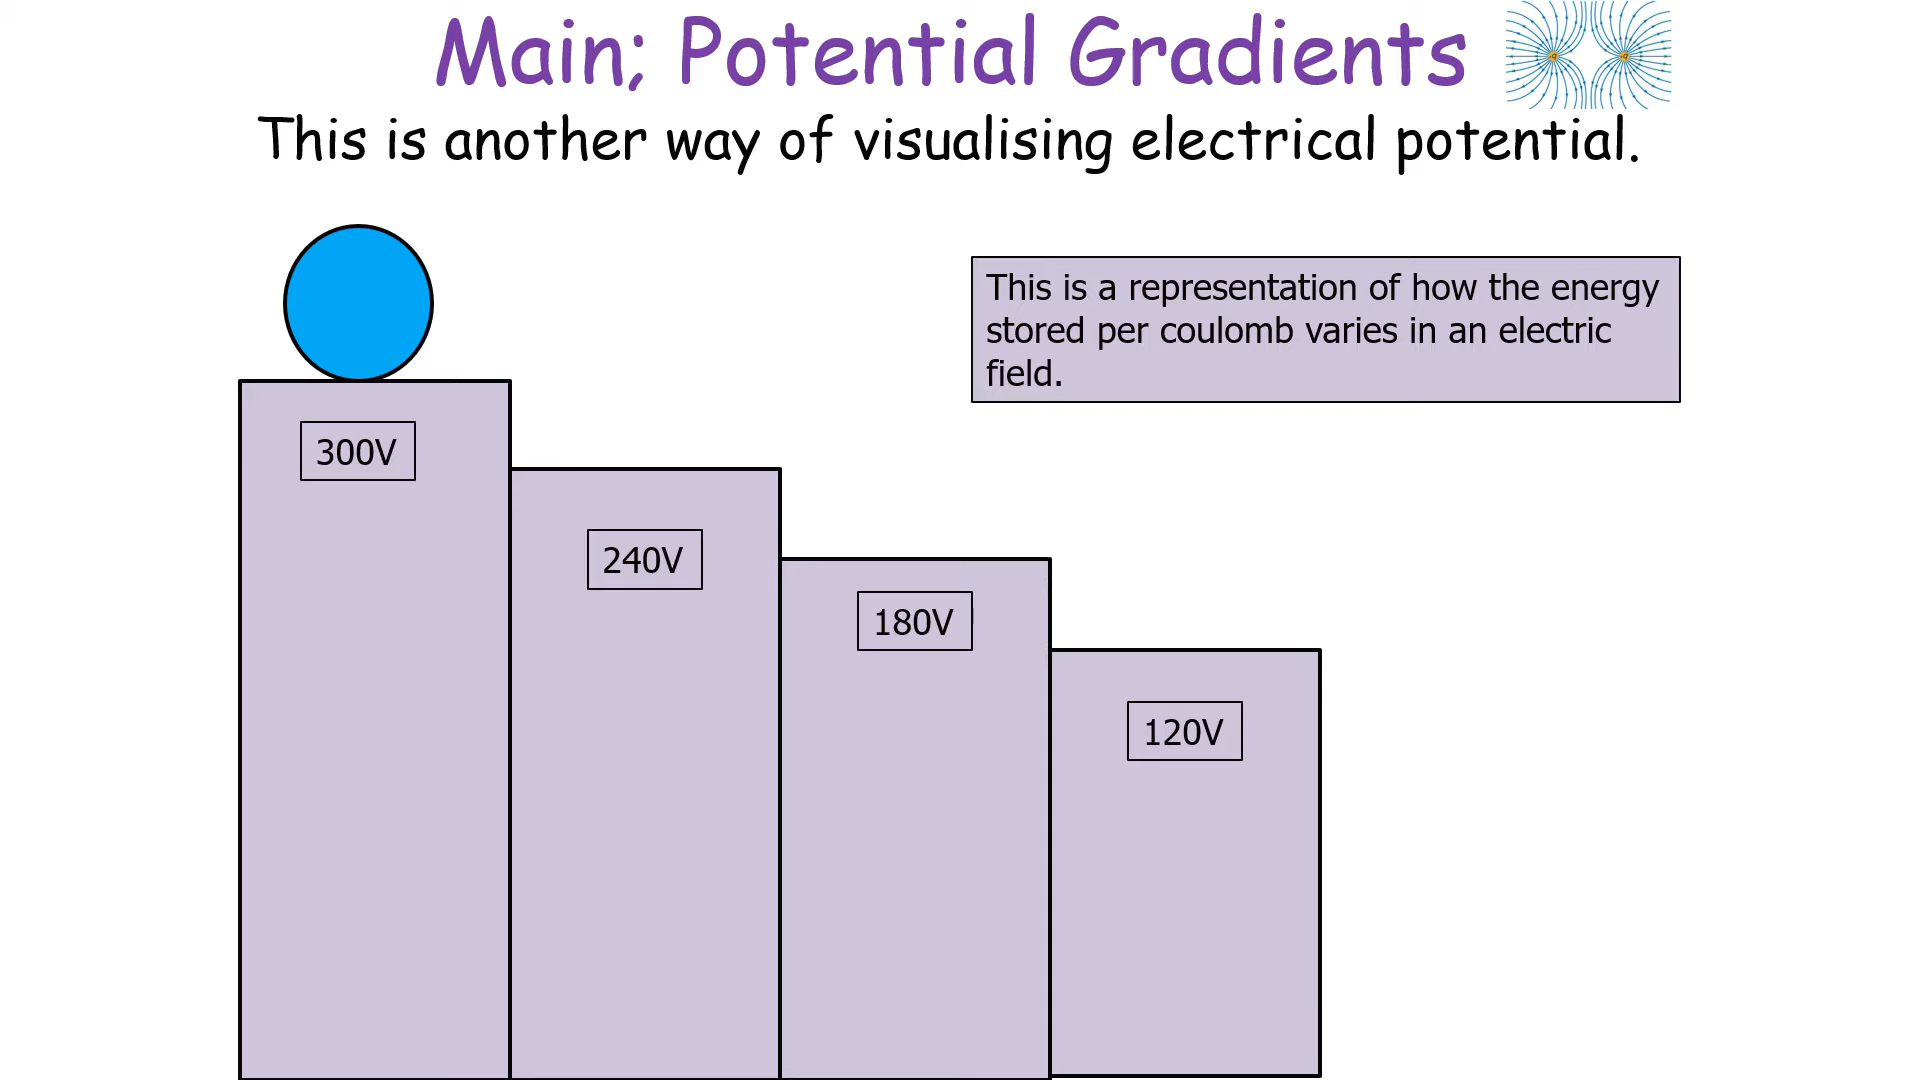 Main; Potential Gradients
This is another way of visualising electrical potential.
This is a representation of how the energy
stored per coulomb varies in an electric
field.
300V
240V
180V
120V